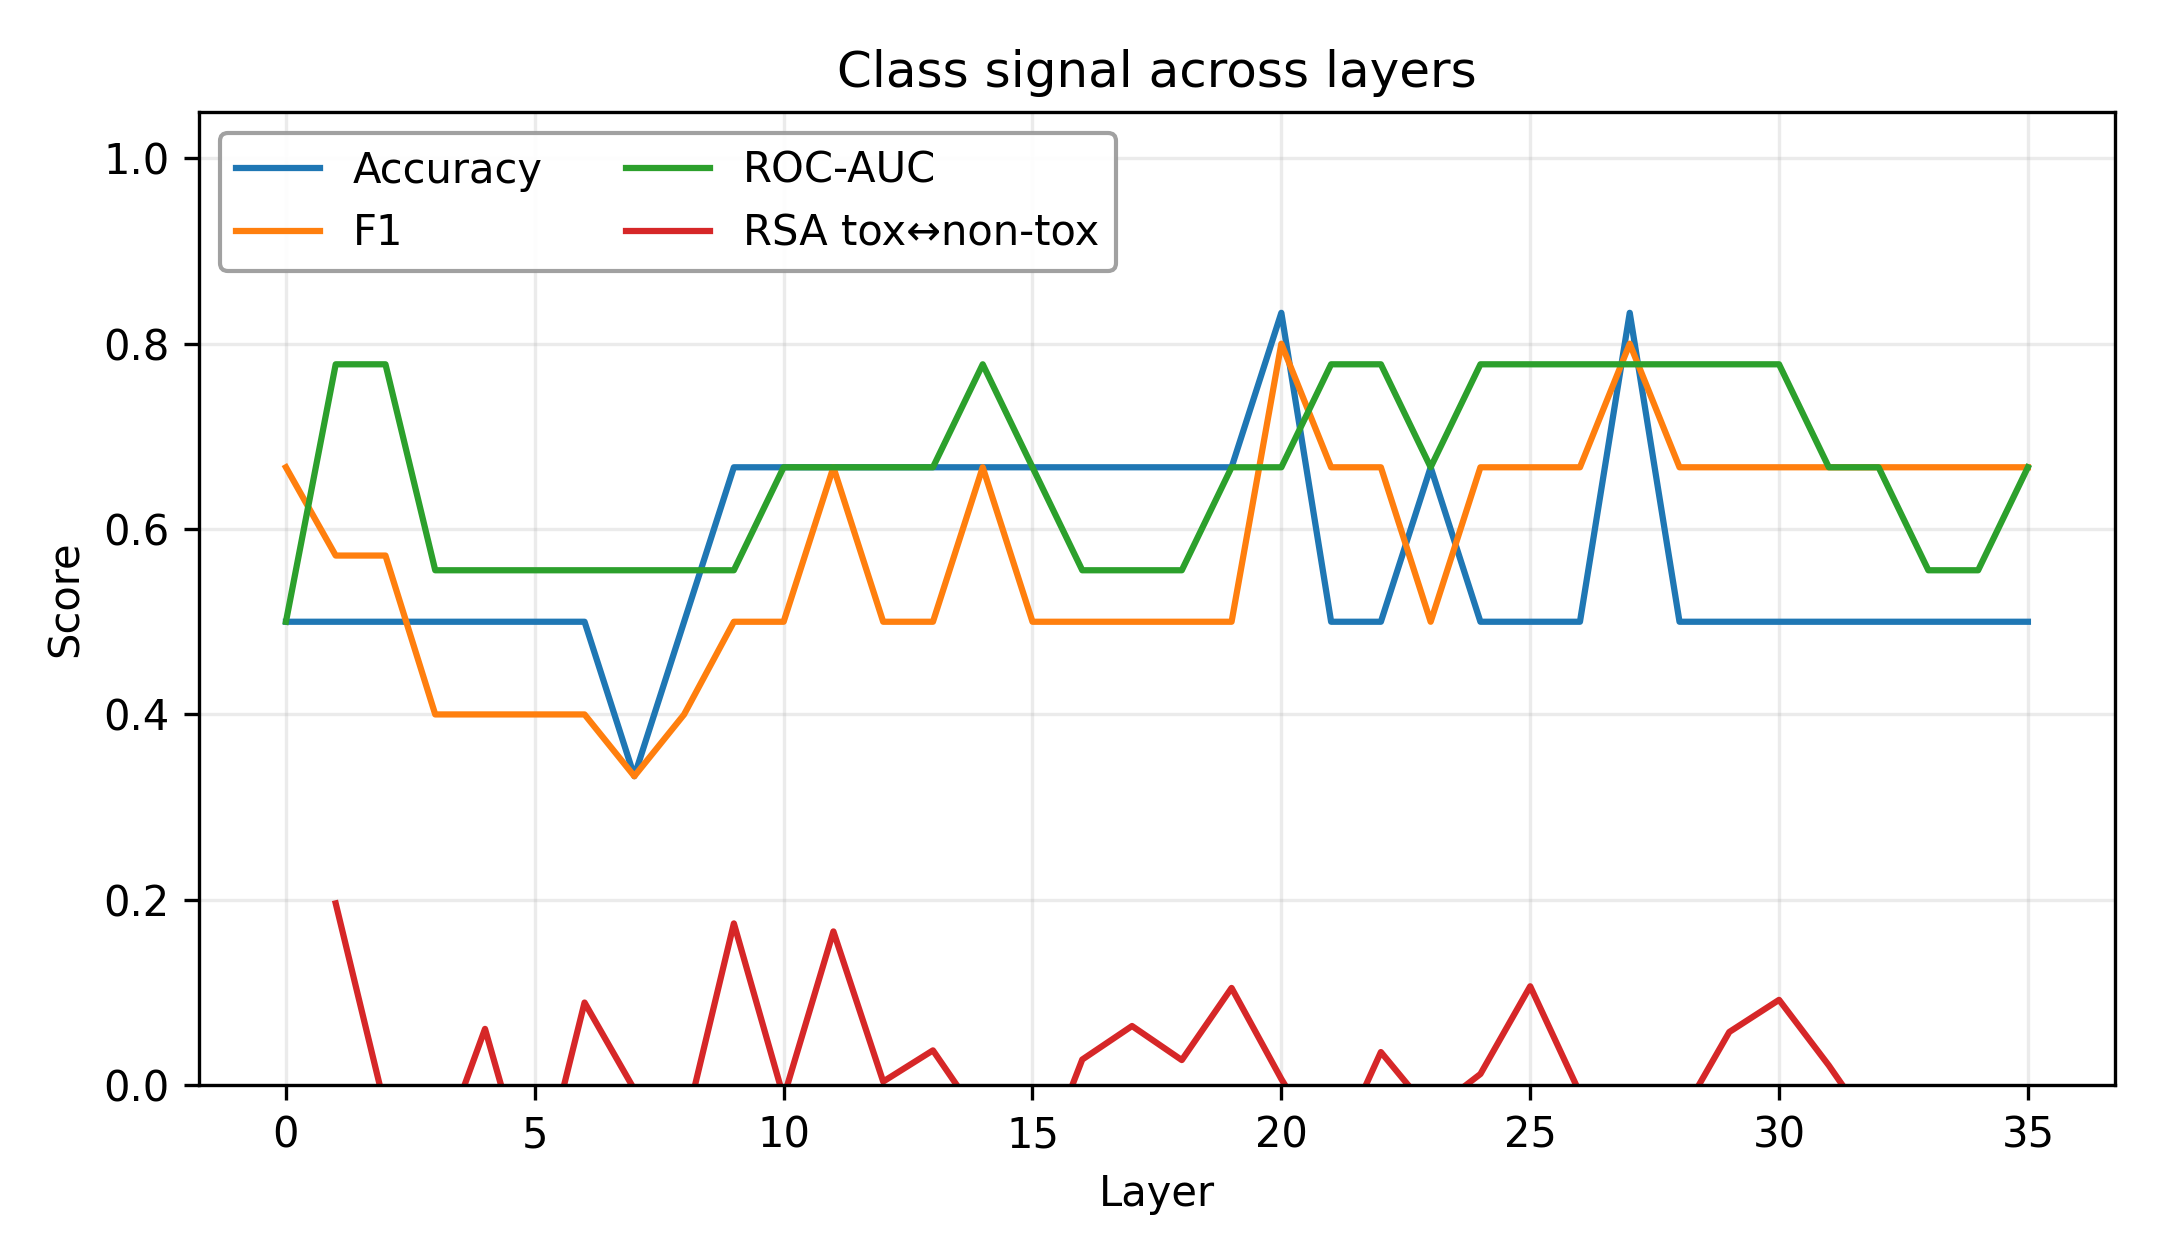 Class signal across layers
Accuracy
F1
ROC-AUC
RSA tox↔non-tox
1.0
0.8
0.6
0.4
0.2
0.0
Score
0 5 10 15 20 25 30 35
Layer